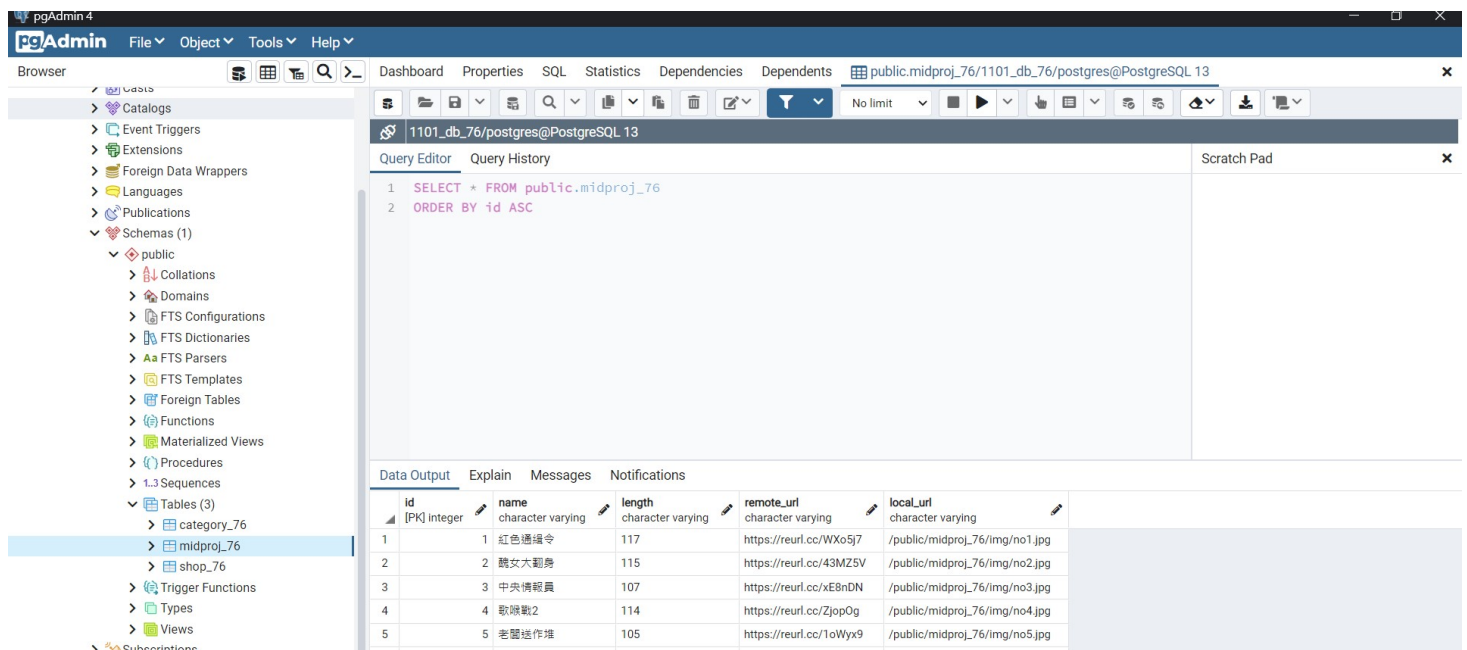 pgAdmin 4
pgAdmin File Object Tools Help
Browser
Dashboard Properties SQL Statistics Dependencies Dependents public.midproj_76/1101_db_76/postgres@PostgreSQL 13
Casts
Catalogs
Event Triggers
Extensions
Foreign Data Wrappers
Languages
Publications
Schemas (1)
public
Collations
Domains
FTS Configurations
FTS Dictionaries
Aa FTS Parsers
FTS Templates
Foreign Tables
Functions
Materialized Views
Procedures
1..3 Sequences
Tables (3)
category_76
midproj_76
shop_76
Trigger Functions
Types
Views
Subscriptions
No limit
1101_db_76/postgres@PostgreSQL 13
Query Editor Query History
Scratch Pad
1 SELECT * FROM public.midproj_76
2 ORDER BY id ASC
Data Output Explain Messages Notifications
id name length remote_url local_url
[PK] integer character varying character varying character varying character varying
1 1 紅色通緝令 117 https://reurl.cc/WXo5j7 /public/midproj_76/img/no1.jpg
2 2 醜女大翻身 115 https://reurl.cc/43MZ5V /public/midproj_76/img/no2.jpg
3 3 中央情報員 107 https://reurl.cc/xE8nDN /public/midproj_76/img/no3.jpg
4 4 歌喉戰2 114 https://reurl.cc/ZjopOg /public/midproj_76/img/no4.jpg
5 5 老闆送作堆 105 https://reurl.cc/1oWyx9 /public/midproj_76/img/no5.jpg